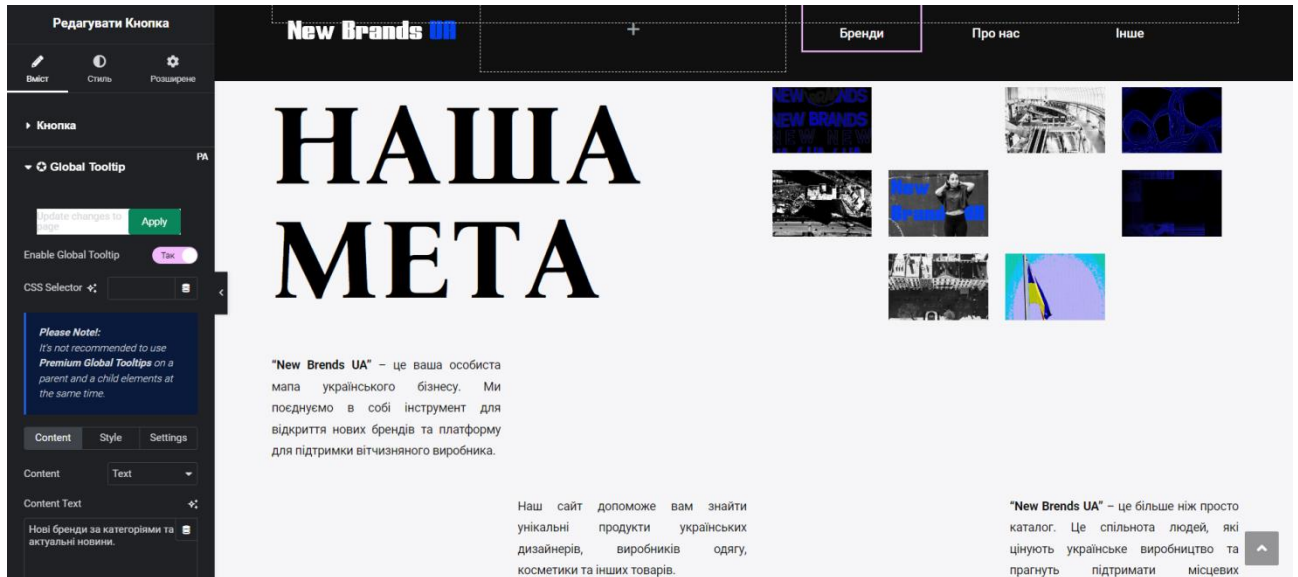 Редагувати Кнопка
Вміст
Стиль
Розширене
Кнопка
Global Tooltip
PA
Update changes to
page
Apply
Enable Global Tooltip
Так
CSS Selector
Please Note!:
It's not recommended to use
Premium Global Tooltips on a
parent and a child elements at
the same time.
Content Style Settings
Content Text
Content Text
Нові бренди за категоріями та
актуальні новини.
New Brands UA
+
Бренди
Про нас
Інше
НАША
МЕТА
NEW BRANDS
New
Brand UA
“New Brends UA” – це ваша особиста
мапа українського бізнесу. Ми
поєднуємо в собі інструмент для
відкриття нових брендів та платформу
для підтримки вітчизняного виробника.
Наш сайт допоможе вам знайти
унікальні продукти українських
дизайнерів, виробників одягу,
косметики та інших товарів.
“New Brends UA” – це більше ніж просто
каталог. Це спільнота людей, які
цінують українське виробництво та
прагнуть підтримати місцевих